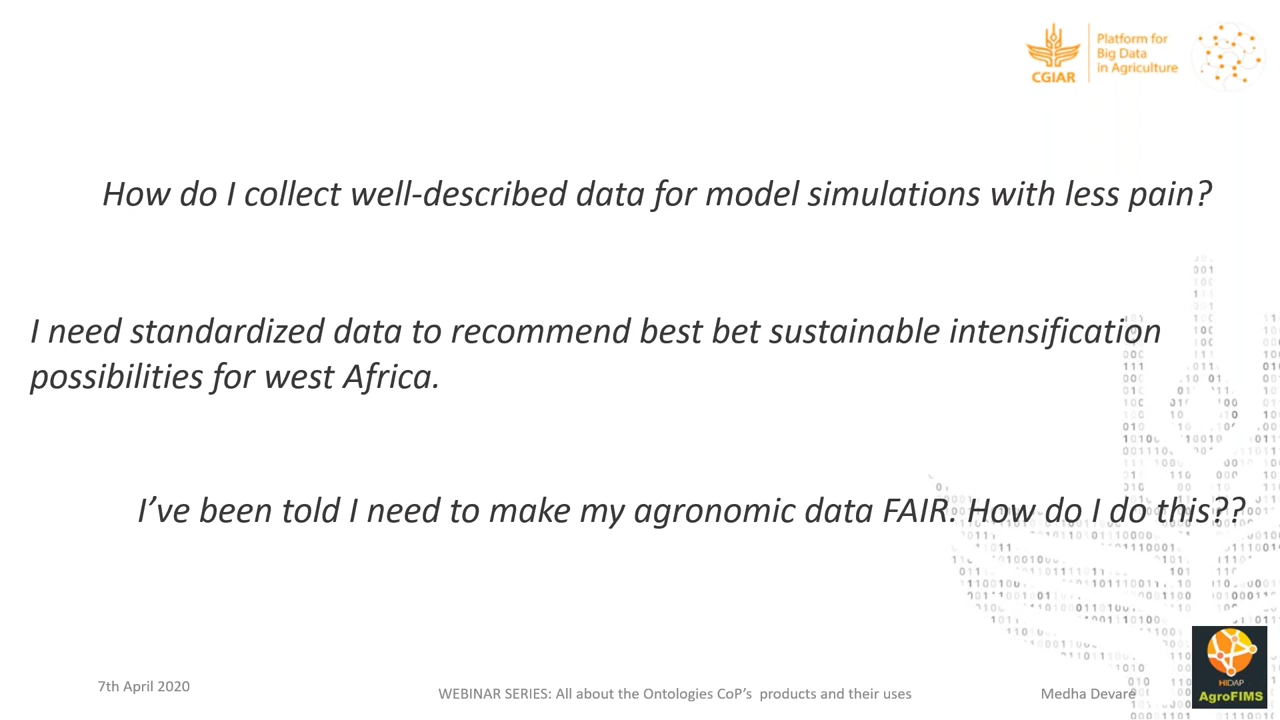 CGIAR
Platform for
Big Data
in Agriculture
How do I collect well-described data for model simulations with less pain?
I need standardized data to recommend best bet sustainable intensification
possibilities for west Africa.
I’ve been told I need to make my agronomic data FAIR. How do I do this??
7th April 2020
WEBINAR SERIES: All about the Ontologies CoP’s products and their uses
Medha Devare
HIDAP
AgroFIMS